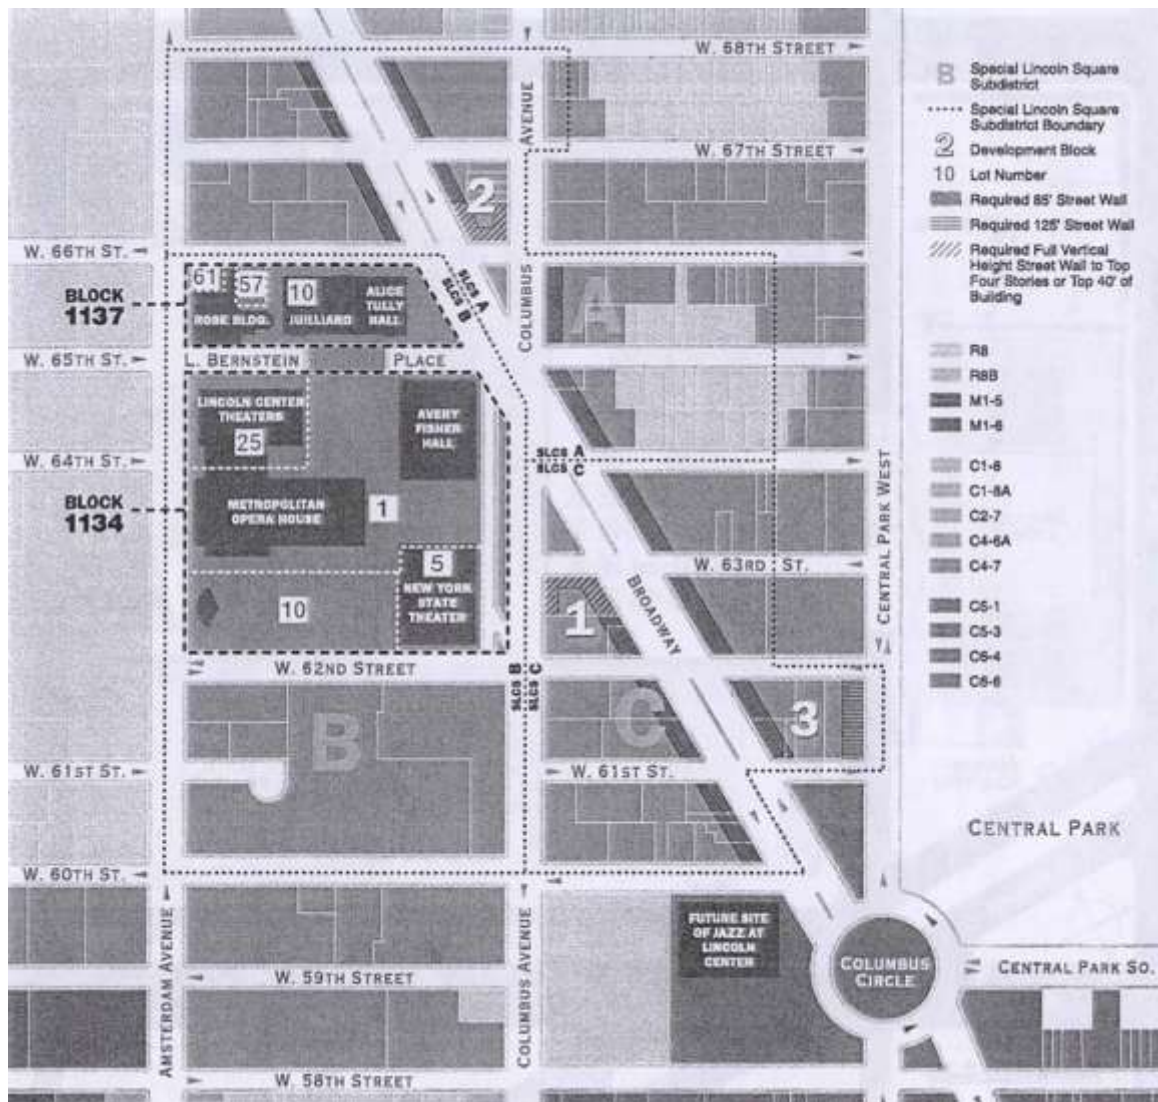 W. 68TH STREET
AVENUE
W. 67TH STREET
2
W. 66TH ST.
COLUMBUS
SLCS A
SLCS B
A
BLOCK
1137
61
57
10
ROSE BLDG.
JUILLIARD
ALICE
TULLY
HALL
W. 65TH ST.
L. BERNSTEIN PLACE
LINCOLN CENTER
THEATERS
25
AVERY
FISHER
HALL
W. 64TH ST.
SLCS A
SLCS C
BLOCK
1134
METROPOLITAN
OPERA HOUSE
1
CENTRAL PARK WEST
W. 63RD ST.
5
NEW YORK
STATE
THEATER
10
1
BROADWAY
W. 62ND STREET
SLCS B
SLCS C
B
C
3
W. 61ST ST.
W. 61ST ST.
W. 60TH ST.
AMSTERDAM AVENUE
COLUMBUS AVENUE
FUTURE SITE
OF JAZZ AT
LINCOLN
CENTER
COLUMBUS
CIRCLE
CENTRAL PARK
CENTRAL PARK SO.
W. 59TH STREET
W. 58TH STREET
B Special Lincoln Square
Subdistrict
Special Lincoln Square
Subdistrict Boundary
2 Development Block
10 Lot Number
Required 85' Street Wall
Required 125' Street Wall
Required Full Vertical
Height Street Wall to Top
Four Stories or Top 40' of
Building
R8
R8B
M1-5
M1-6
C1-8
C1-8A
C2-7
C4-6A
C4-7
C5-1
C5-3
C6-4
C6-6